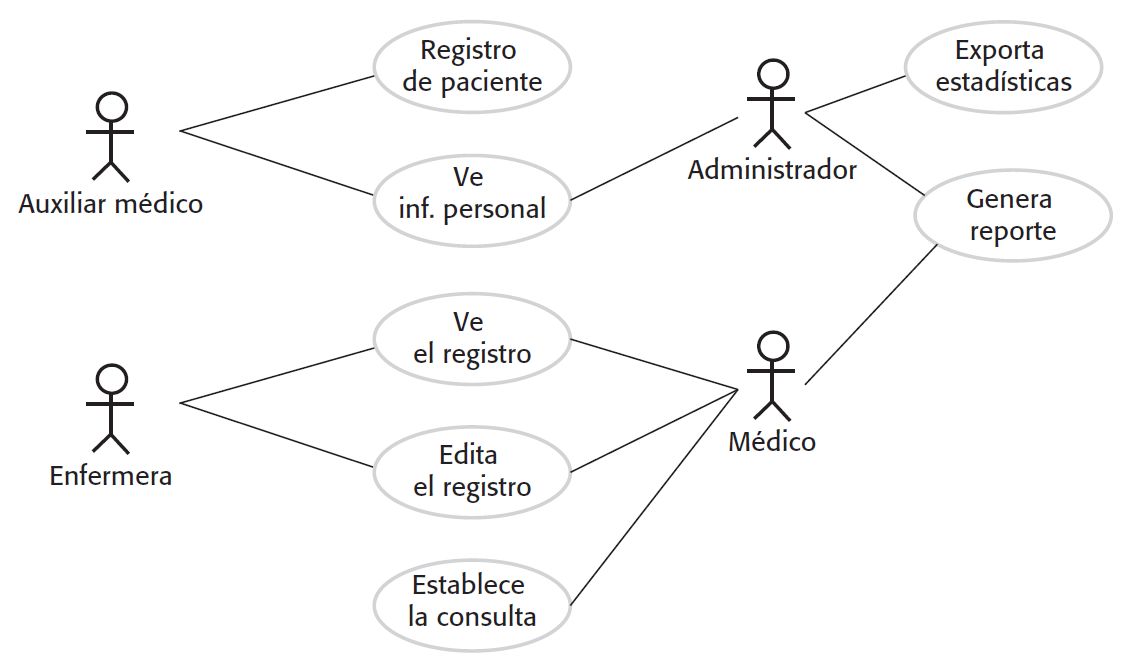 Registro
de paciente
Exporta
estadísticas
Auxiliar médico
Ve
inf. personal
Administrador
Genera
reporte
Ve
el registro
Enfermera
Edita
el registro
Médico
Establece
la consulta